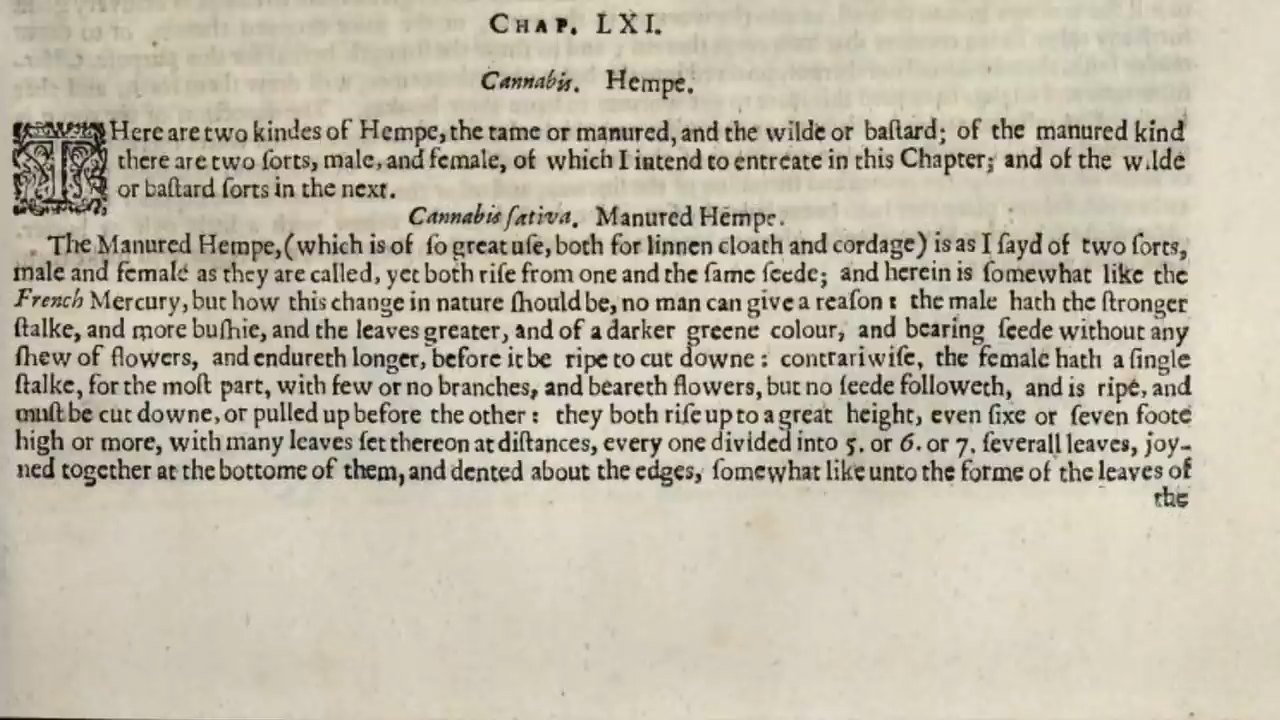 CHAP. LXI.
Cannabis. Hempe.
THere are two kindes of Hempe, the tame or manured, and the wilde or baſtard; of the manured kind
there are two ſorts, male, and female, of which I intend to entreate in this Chapter; and of the wilde
or baſtard ſorts in the next.
Cannabis ſativa. Manured Hempe.
The Manured Hempe, (which is of ſo great uſe, both for linnen cloath and cordage) is as I ſayd of two ſorts,
male and female as they are called, yet both riſe from one and the ſame ſeede; and herein is ſomewhat like the
French Mercury, but how this change in nature ſhould be, no man can give a reaſon: the male hath the ſtronger
ſtalke, and more buſhie, and the leaves greater, and of a darker greene colour, and bearing ſeede without any
ſhew of flowers, and endureth longer, before it be ripe to cut downe: contrariwiſe, the female hath a ſingle
ſtalke, for the moſt part, with few or no branches, and beareth flowers, but no ſeede followeth, and is ripe, and
muſt be cut downe, or pulled up before the other: they both riſe up to a great height, even ſixe or ſeven foote
high or more, with many leaves ſet thereon at diſtances, every one divided into 5. or 6. or 7. ſeverall leaves, joy-
ned together at the bottome of them, and dented about the edges, ſomewhat like unto the forme of the leaves of
the